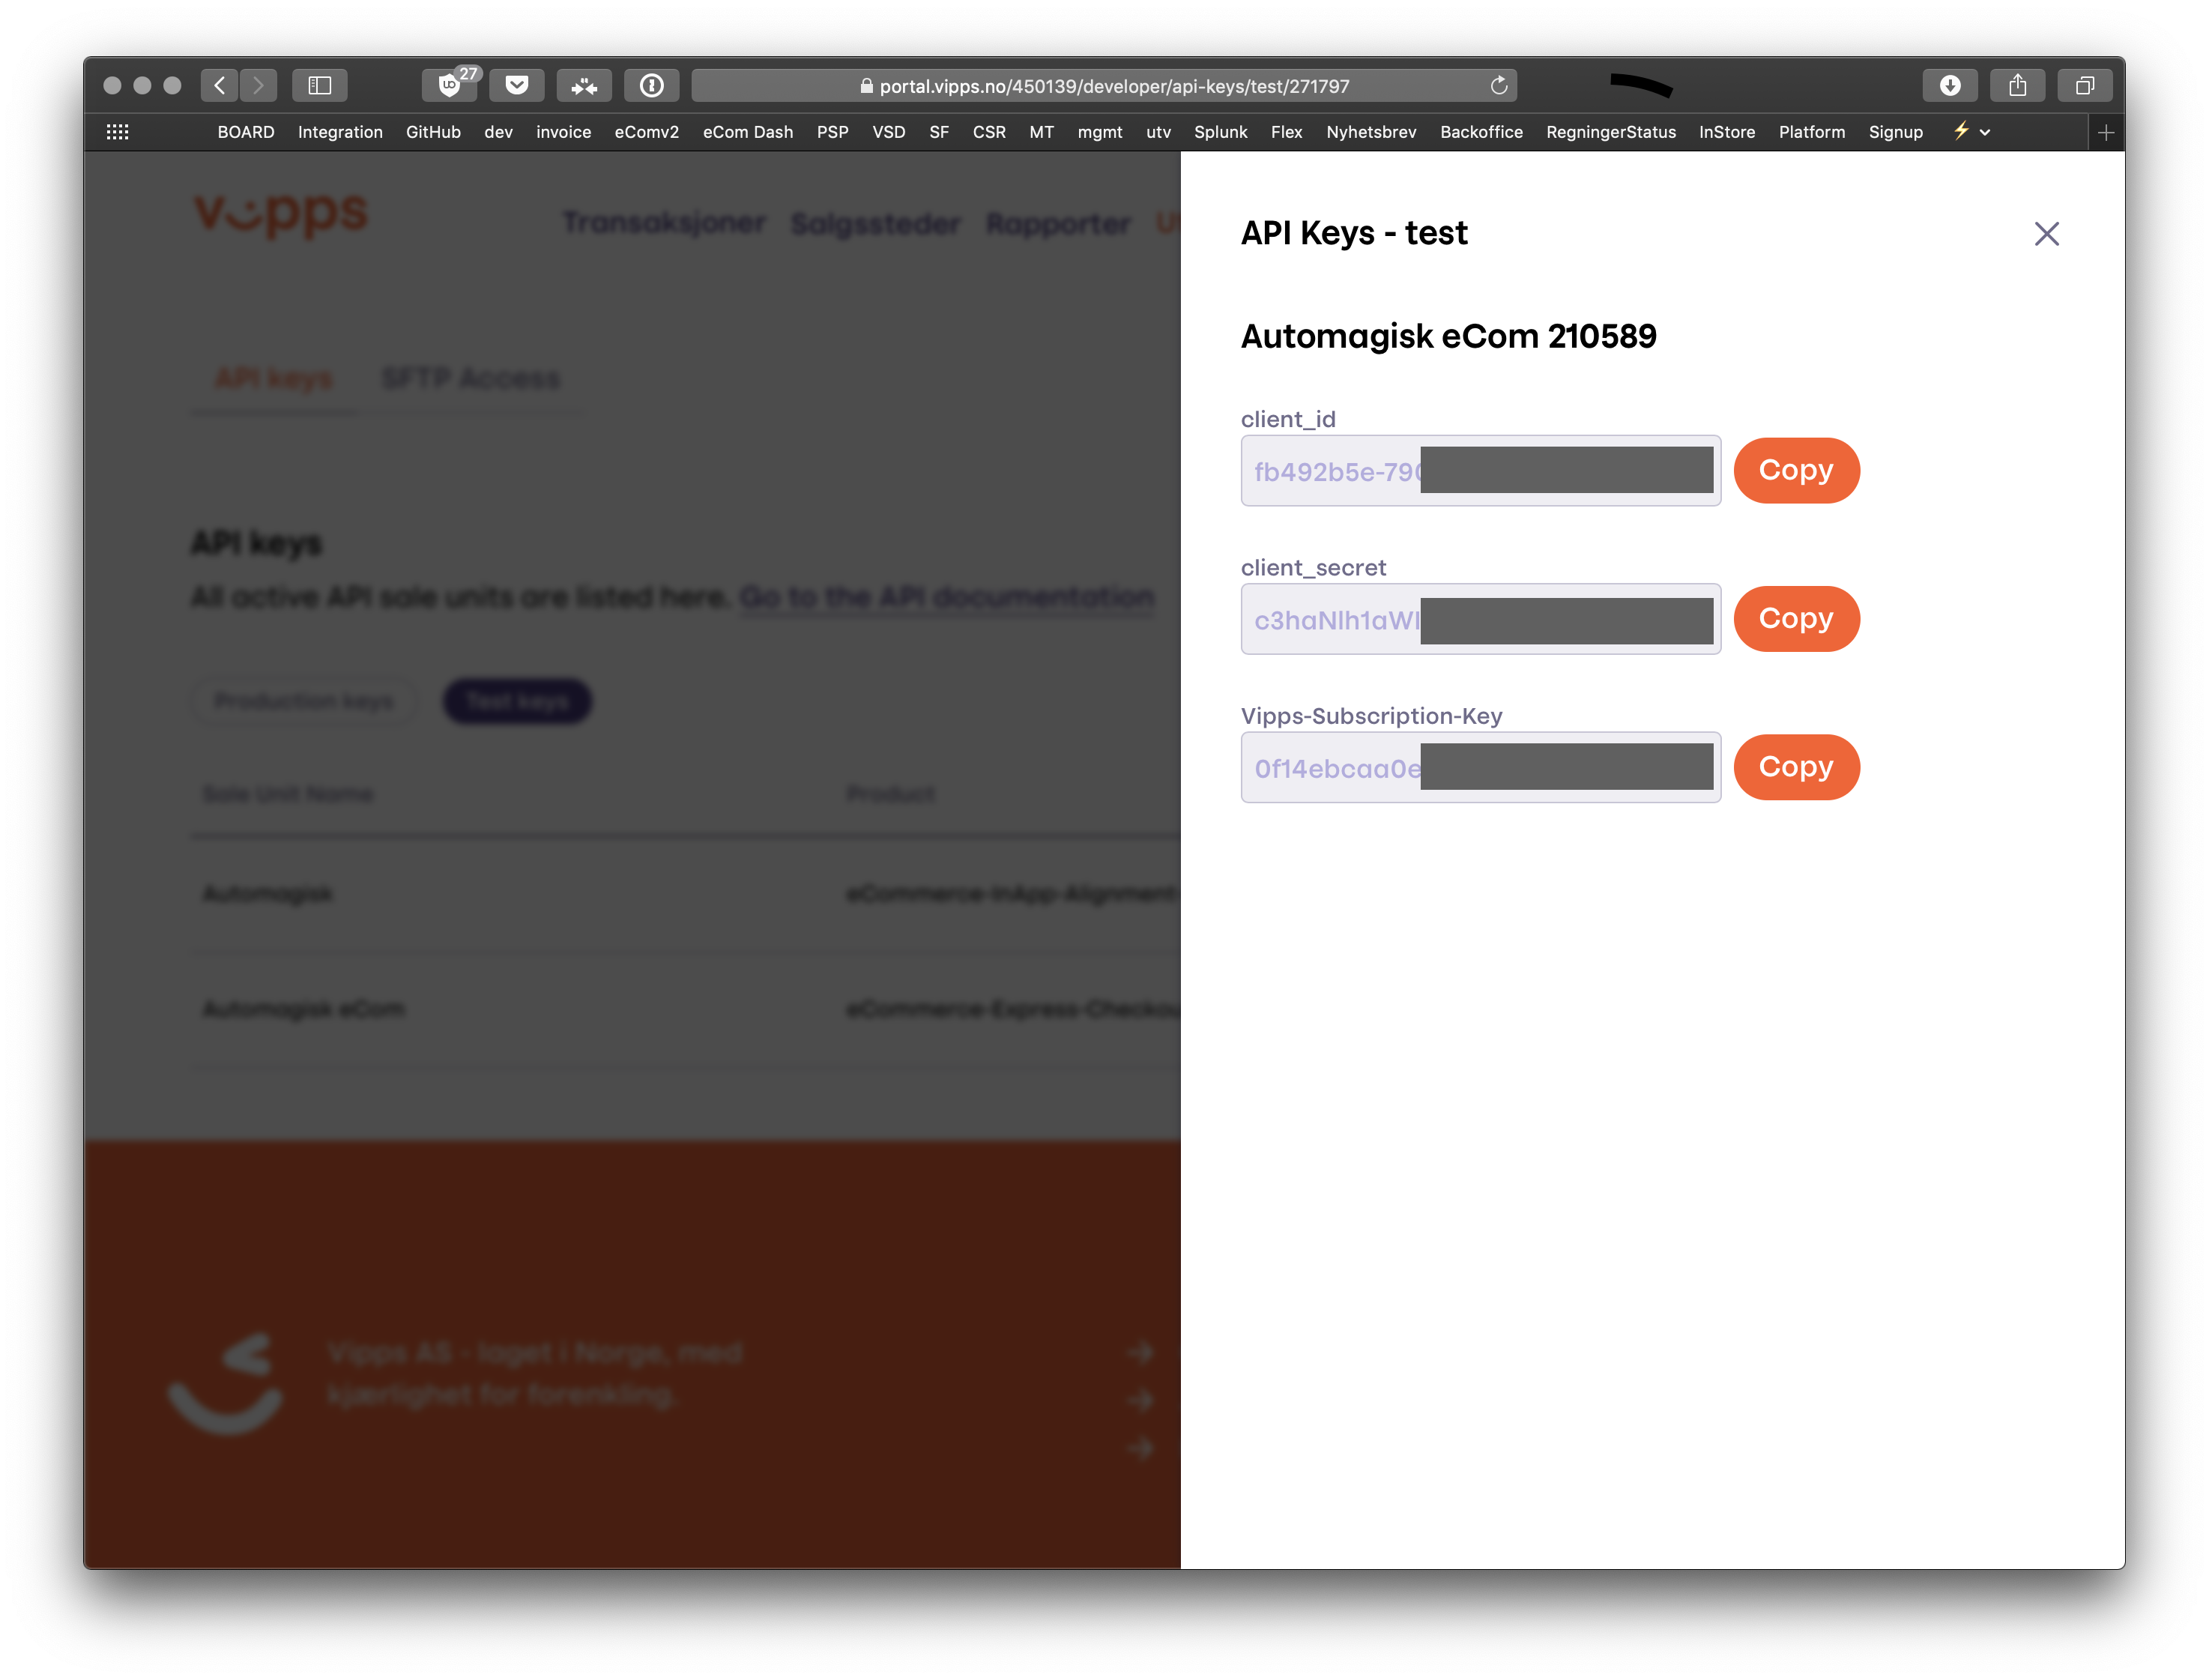 27
portal.vipps.no/450139/developer/api-keys/test/271797
BOARD Integration GitHub dev invoice eComv2 eCom Dash PSP VSD SF CSR MT mgmt utv Splunk Flex Nyhetsbrev Backoffice RegningerStatus InStore Platform Signup
vipps
Transaksjoner Salgssteder Rapporter
API keys SFTP Access
API keys
All active API sale units are listed here. Go to the API documentation
Production keys Test keys
Sale Unit Name Product
Automagisk eCommerce-InApp-Alignment-
Automagisk eCom eCommerce-Express-Checkou
Vipps AS - laget i Norge, med
kjærlighet for forenkling.
API Keys - test
Automagisk eCom 210589
client_id
fb492b5e-790
Copy
client_secret
c3haNlh1aWl
Copy
Vipps-Subscription-Key
0f14ebcaa0e
Copy